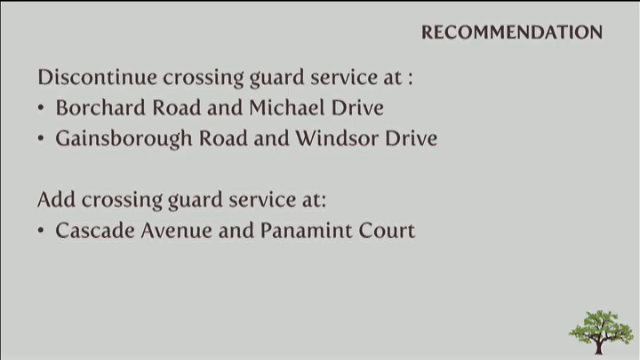 RECOMMENDATION
Discontinue crossing guard service at :
• Borchard Road and Michael Drive
• Gainsborough Road and Windsor Drive
Add crossing guard service at:
• Cascade Avenue and Panamint Court